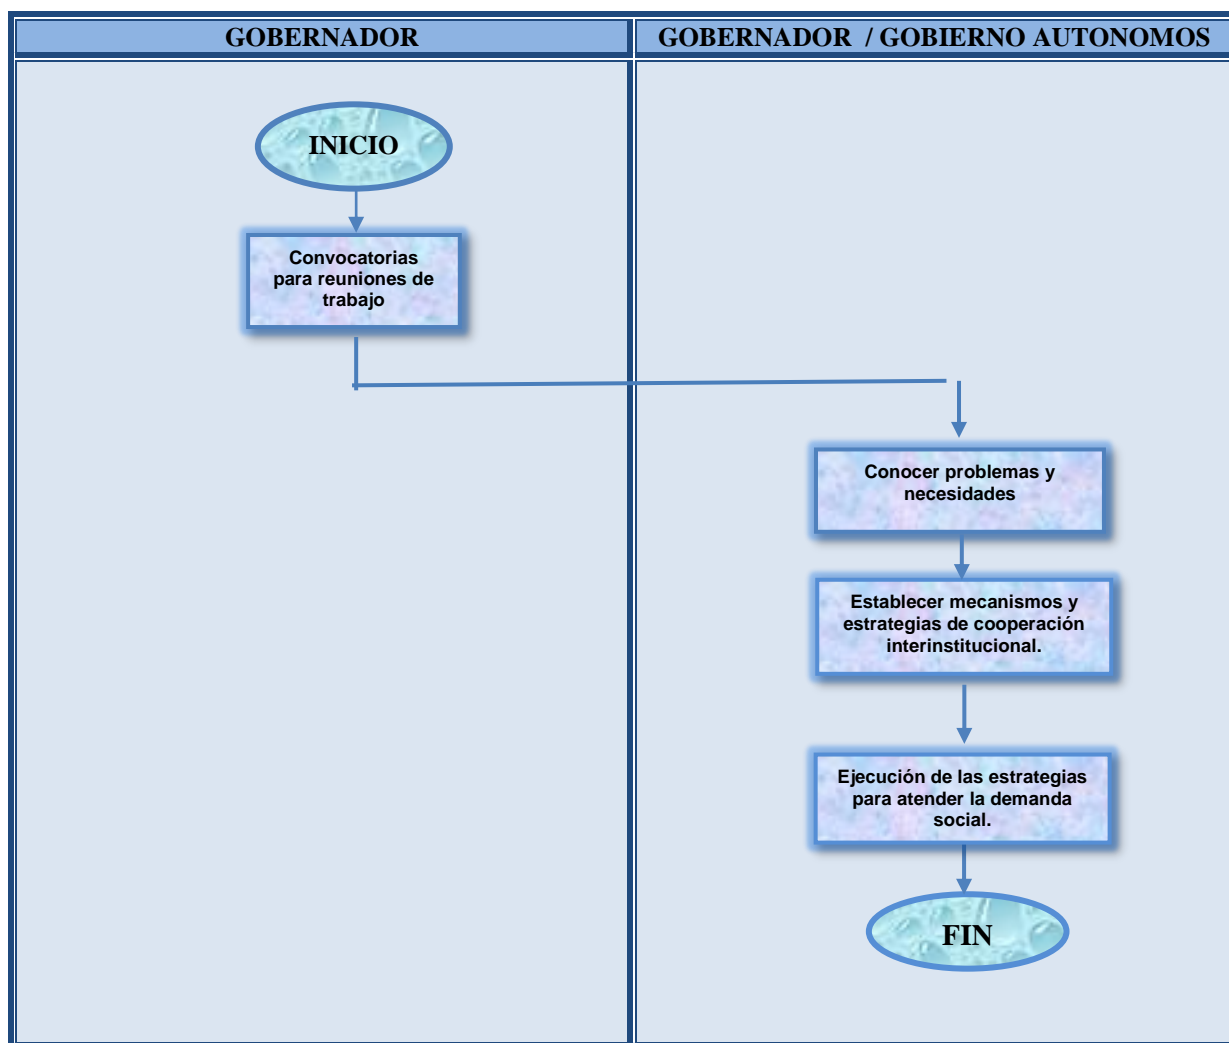 GOBERNADOR
GOBERNADOR / GOBIERNO AUTONOMOS
INICIO
Convocatorias
para reuniones de
trabajo
Conocer problemas y
necesidades
Establecer mecanismos y
estrategias de cooperación
interinstitucional.
Ejecución de las estrategias
para atender la demanda
social.
FIN